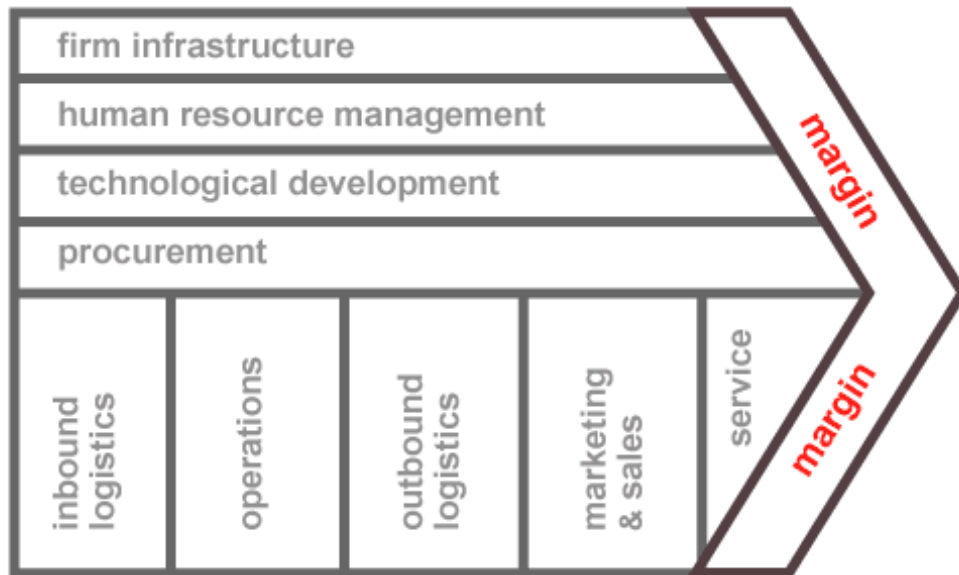 firm infrastructure
human resource management
technological development
procurement
inbound
logistics
operations
outbound
logistics
marketing
& sales
service
margin
margin